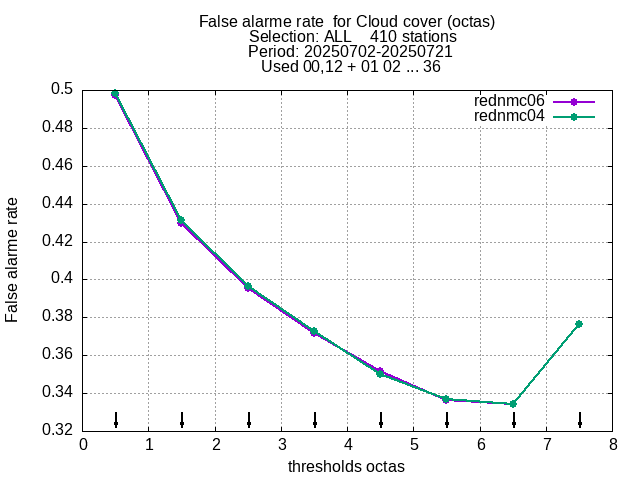 False alarme rate  for Cloud cover (octas)
Selection: ALL    410 stations
Period: 20250702-20250721
Used 00,12 + 01 02 ... 36
rednmc06
rednmc04
0.5
0.48
0.46
0.44
0.42
0.4
0.38
0.36
0.34
0.32
False alarme rate
0 1 2 3 4 5 6 7 8
thresholds octas